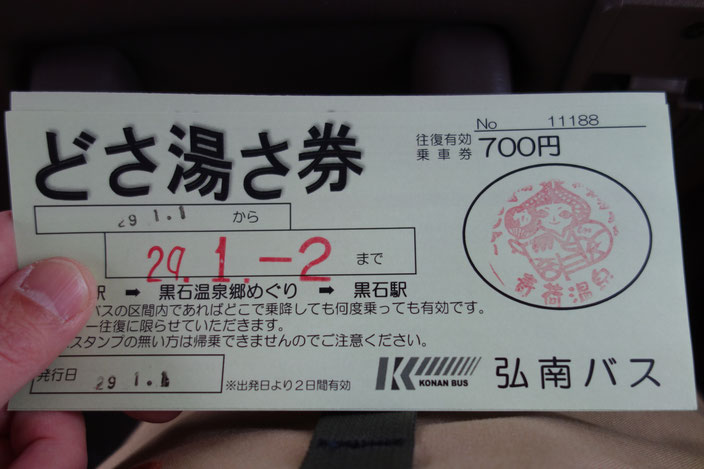 No 11188
どさ湯さ券
往復有効
乗車券 700円
29 1.1 から
29.1.-2 まで
駅 ➡ 黒石温泉郷めぐり ➡ 黒石駅
バスの区間内であればどこで乗降しても何度乗っても有効です。
一往復に限らせていただきます。
スタンプの無い方は帰乗できませんのでご注意ください。
発行日 29 1.1
※出発日より2日間有効
KONAN BUS
弘南バス
青荷温泉